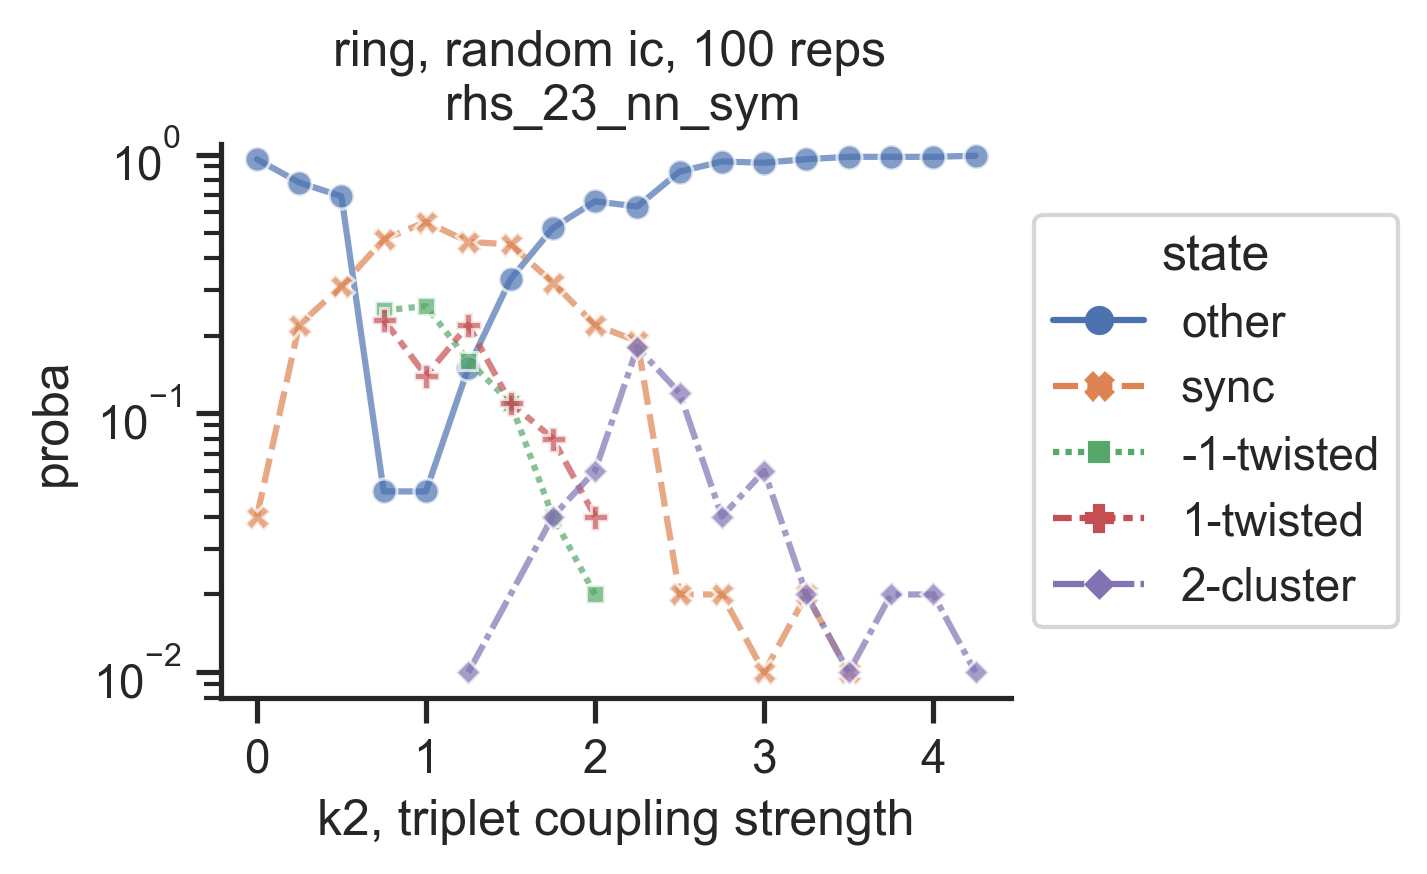 ring, random ic, 100 reps
rhs_23_nn_sym
proba
10^0
10^-1
10^-2
0 1 2 3 4
k2, triplet coupling strength
state
other
sync
-1-twisted
1-twisted
2-cluster